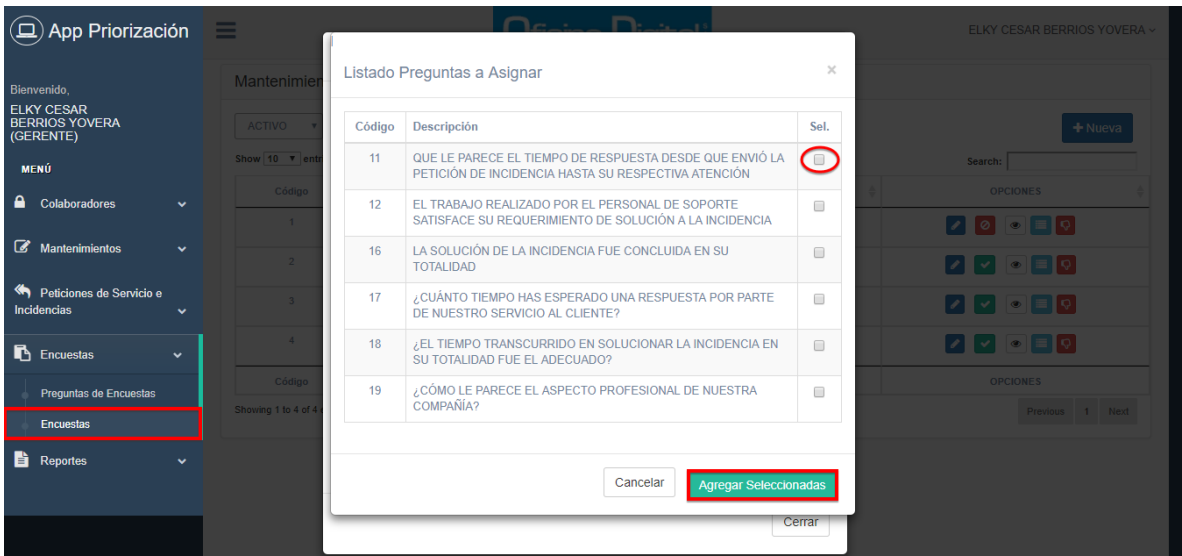 App Priorización
Oficina Digital
ELKY CESAR BERRIOS YOVERA
Bienvenido,
ELKY CESAR
BERRIOS YOVERA
(GERENTE)
MENÚ
Colaboradores
Mantenimientos
Peticiones de Servicio e
Incidencias
Encuestas
Preguntas de Encuestas
Encuestas
Reportes
ACTIVO
+ Nueva
Show 10
Search:
Código
OPCIONES
1
2
3
4
Código
OPCIONES
Showing 1 to 4 of 4
Previous 1 Next
Listado Preguntas a Asignar
×
Código Descripción Sel.
11 QUE LE PARECE EL TIEMPO DE RESPUESTA DESDE QUE ENVIÓ LA
PETICIÓN DE INCIDENCIA HASTA SU RESPECTIVA ATENCIÓN
12 EL TRABAJO REALIZADO POR EL PERSONAL DE SOPORTE
SATISFACE SU REQUERIMIENTO DE SOLUCIÓN A LA INCIDENCIA
16 LA SOLUCIÓN DE LA INCIDENCIA FUE CONCLUIDA EN SU
TOTALIDAD
17 ¿CUÁNTO TIEMPO HAS ESPERADO UNA RESPUESTA POR PARTE
DE NUESTRO SERVICIO AL CLIENTE?
18 ¿EL TIEMPO TRANSCURRIDO EN SOLUCIONAR LA INCIDENCIA EN
SU TOTALIDAD FUE EL ADECUADO?
19 ¿CÓMO LE PARECE EL ASPECTO PROFESIONAL DE NUESTRA
COMPAÑÍA?
Cancelar Agregar Seleccionadas
Cerrar